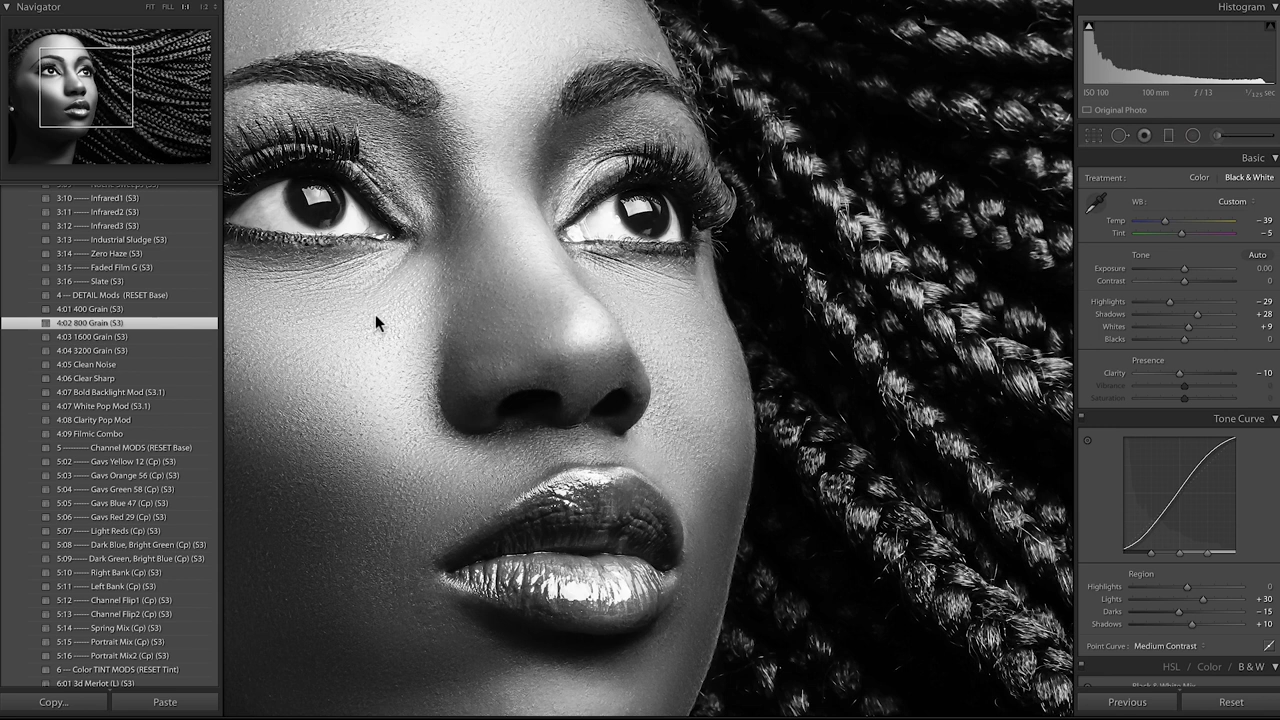 Navigator FIT FILL 1:1 1:2
3:10 —— Infrared1 (S3)
3:11 —— Infrared2 (S3)
3:12 —— Infrared3 (S3)
3:13 —— Industrial Sludge (S3)
3:14 —— Zero Haze (S3)
3:15 —— Faded Film G (S3)
3:16 —— Slate (S3)
4 — DETAIL Mods (RESET Base)
4:01 400 Grain (S3)
4:02 800 Grain (S3)
4:03 1600 Grain (S3)
4:04 3200 Grain (S3)
4:05 Clean Noise
4:06 Clear Sharp
4:07 Bold Backlight Mod (S3.1)
4:07 White Pop Mod (S3.1)
4:08 Clarity Pop Mod
4:09 Filmic Combo
5 —— Channel MODS (RESET Base)
5:02 —— Gavs Yellow 12 (Cp) (S3)
5:03 —— Gavs Orange 56 (Cp) (S3)
5:04 —— Gavs Green 58 (Cp) (S3)
5:05 —— Gavs Blue 47 (Cp) (S3)
5:06 —— Gavs Red 29 (Cp) (S3)
5:07 —— Light Reds (Cp) (S3)
5:08 —— Dark Blue, Bright Green (Cp) (S3)
5:09 —— Dark Green, Bright Blue (Cp) (S3)
5:10 —— Right Bank (Cp) (S3)
5:11 —— Left Bank (Cp) (S3)
5:12 —— Channel Flip1 (Cp) (S3)
5:13 —— Channel Flip2 (Cp) (S3)
5:14 —— Spring Mix (Cp) (S3)
5:15 —— Portrait Mix (Cp) (S3)
5:16 —— Portrait Mix2 (Cp) (S3)
6 — Color TINT MODS (RESET Tint)
6:01 3d Merlot (L) (S3)
Copy... Paste
Histogram
ISO 100 100 mm ƒ / 13 1/125 sec
Original Photo
Basic
Treatment : Color Black & White
WB : Custom
Temp − 39
Tint − 5
Tone Auto
Exposure 0.00
Contrast 0
Highlights − 29
Shadows + 28
Whites + 9
Blacks 0
Presence
Clarity − 10
Vibrance 0
Saturation 0
Tone Curve
Region
Highlights 0
Lights + 30
Darks − 15
Shadows + 10
Point Curve : Medium Contrast
HSL / Color / B & W
Black & White Mix
Previous Reset